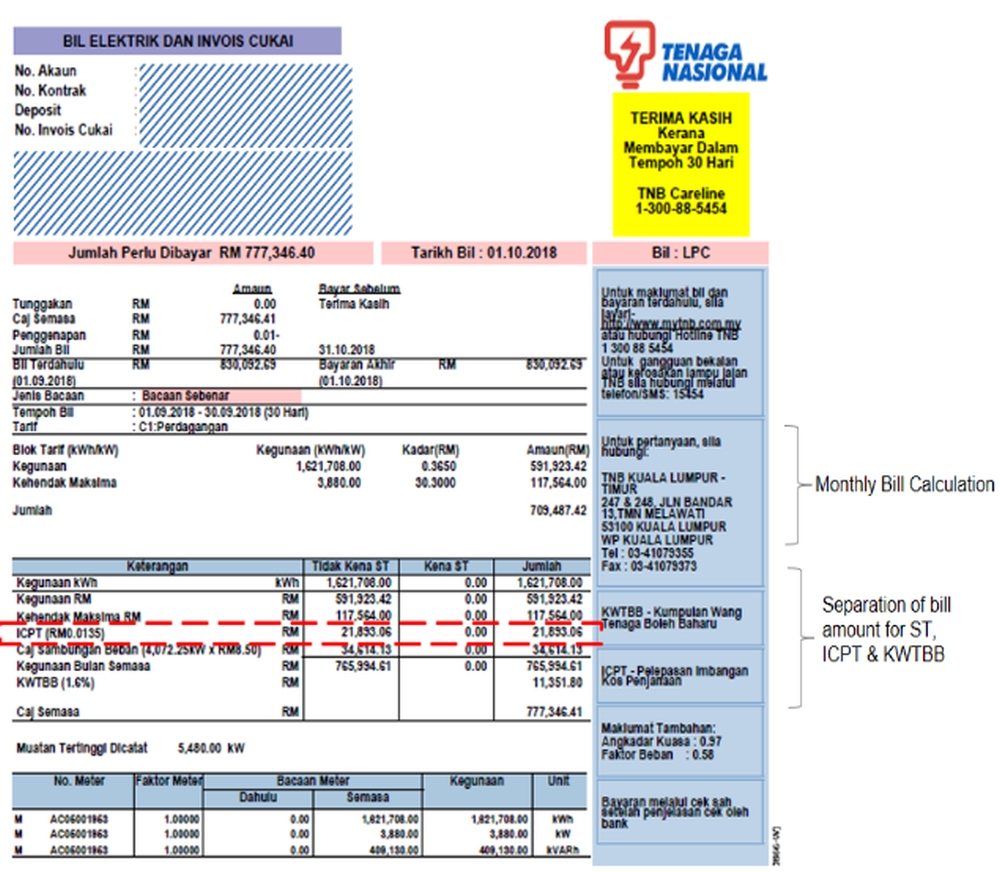 BIL ELEKTRIK DAN INVOIS CUKAI
No. Akaun :
No. Kontrak :
Deposit :
No. Invois Cukai :
TENAGA
NASIONAL
TERIMA KASIH
Kerana
Membayar Dalam
Tempoh 30 Hari
TNB Careline
1-300-88-5454
Jumlah Perlu Dibayar RM 777,346.40
Tarikh Bil : 01.10.2018
Bil : LPC
Amaun Bayar Sebelum
Tunggakan RM 0.00 Terima Kasih
Caj Semasa RM 777,346.41
Penggenapan RM 0.01-
Jumlah Bil RM 777,346.40 31.10.2018
Bil Terdahulu RM 830,092.69 Bayaran Akhir RM 830,092.69
(01.09.2018) (01.10.2018)
Jenis Bacaan : Bacaan Sebenar
Tempoh Bil : 01.09.2018 - 30.09.2018 (30 Hari)
Tarif : C1:Perdagangan
Blok Tarif (kWh/kW) Kegunaan (kWh/kW) Kadar(RM) Amaun(RM)
Kegunaan 1,621,708.00 0.3650 591,923.42
Kehendak Maksima 3,880.00 30.3000 117,564.00
Jumlah 709,487.42
Keterangan Tidak Kena ST Kena ST Jumlah
Kegunaan kWh kWh 1,621,708.00 0.00 1,621,708.00
Kegunaan RM RM 591,923.42 0.00 591,923.42
Kehendak Maksima RM RM 117,564.00 0.00 117,564.00
ICPT (RM0.0135) RM 21,893.06 0.00 21,893.06
Caj Sambungan Beban (4,072.25kW x RM8.50) RM 34,614.13 0.00 34,614.13
Kegunaan Bulan Semasa RM 765,994.61 0.00 765,994.61
KWTBB (1.6%) RM 11,351.80
Caj Semasa RM 777,346.41
Muatan Tertinggi Dicatat 5,480.00 kW
No. Meter Faktor Meter Bacaan Meter Kegunaan Unit
Dahulu Semasa
M AC06001963 1.00000 0.00 1,621,708.00 1,621,708.00 kWh
M AC06001963 1.00000 0.00 3,880.00 3,880.00 kW
M AC06001963 1.00000 0.00 409,130.00 409,130.00 kVARh
Untuk maklumat bil dan
bayaran terdahulu, sila
layari-
http://www.mytnb.com.my
atau hubungi Hotline TNB
1 300 88 5454
Untuk gangguan bekalan
atau kerosakan lampu jalan
TNB sila hubungi melalui
telefon/SMS: 15454
Untuk pertanyaan, sila
hubungi:
TNB KUALA LUMPUR -
TIMUR
247 & 248, JLN BANDAR
13,TMN MELAWATI
53100 KUALA LUMPUR
WP KUALA LUMPUR
Tel : 03-41079355
Fax : 03-41079373
KWTBB - Kumpulan Wang
Tenaga Boleh Baharu
ICPT - Pelepasan Imbangan
Kos Penjanaan
Maklumat Tambahan:
Angkadar Kuasa : 0.97
Faktor Beban : 0.58
Bayaran melalui cek sah
setelah penjelasan cek oleh
bank
Monthly Bill Calculation
Separation of bill
amount for ST,
ICPT & KWTBB